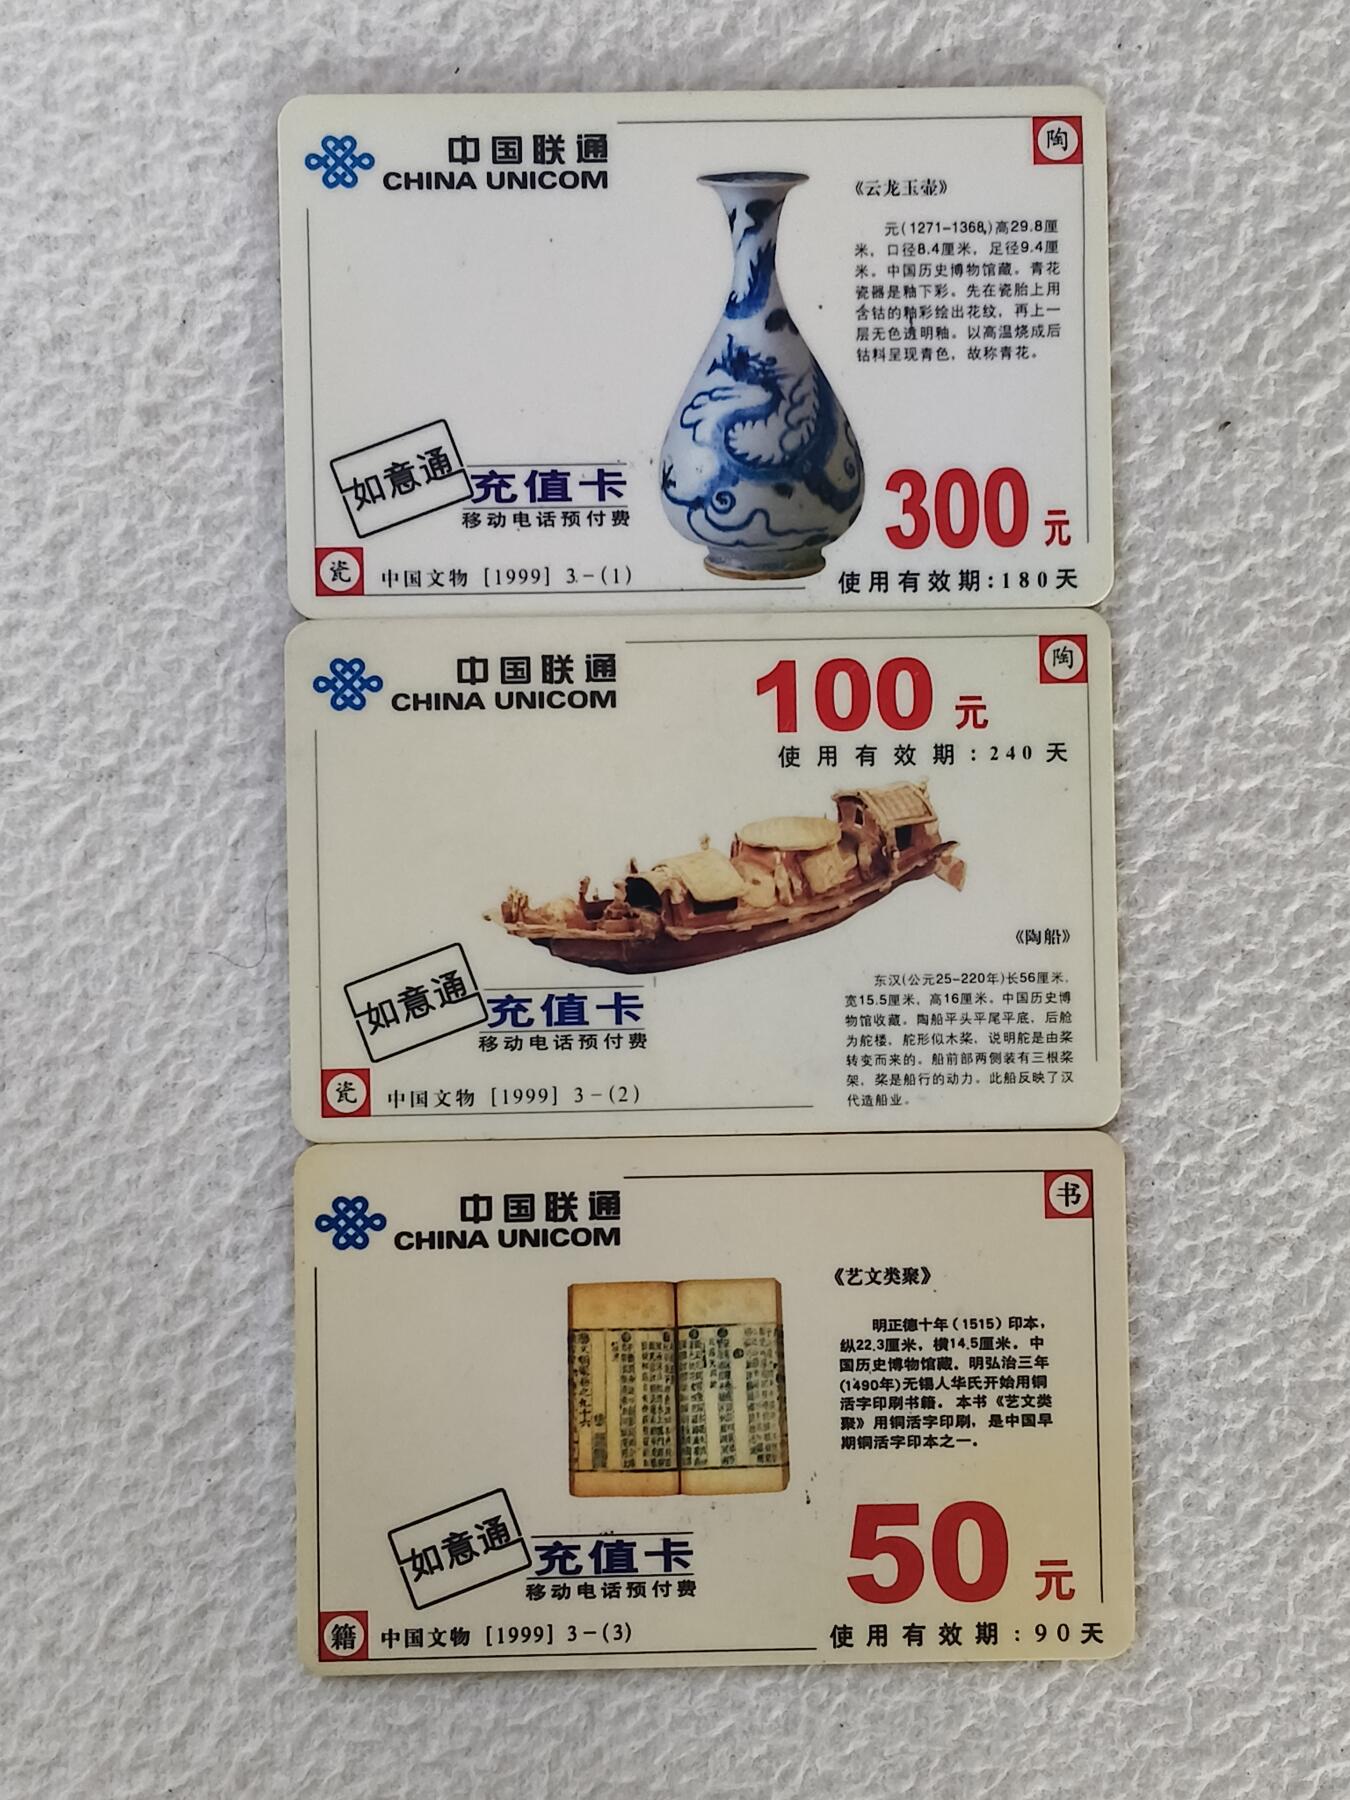 中国联通
CHINA UNICOM
陶
《云龙玉壶》
元(1271-1368,)高29.8厘
米，口径8.4厘米，足径9.4厘
米。中国历史博物馆藏。青花
瓷器是釉下彩。先在瓷胎上用
含钴的釉彩绘出花纹，再上一
层无色透明釉。以高温烧成后
钴料呈现青色，故称青花。
如意通
充值卡
移动电话预付费
300元
瓷
中国文物 [1999] 3-(1)
使用有效期:180天
中国联通
CHINA UNICOM
陶
100元
使用有效期:240天
《陶船》
东汉(公元25-220年)长56厘米，
宽15.5厘米，高16厘米。中国历史博
物馆收藏。陶船平头平尾平底，后舱
为舵楼，舵形似木桨，说明舵是由桨
转变而来的。船前部两侧装有三根桨
架，桨是船行的动力。此船反映了汉
代造船业。
如意通
充值卡
移动电话预付费
瓷
中国文物 [1999] 3-(2)
中国联通
CHINA UNICOM
书
《艺文类聚》
明正德十年(1515)印本，
纵22.3厘米，横14.5厘米。中
国历史博物馆藏。明弘治三年
(1490年)无锡人华氏开始用铜
活字印刷书籍。本书《艺文类
聚》用铜活字印刷，是中国早
期铜活字印本之一。
如意通
充值卡
移动电话预付费
50元
籍
中国文物 [1999] 3-(3)
使用有效期:90天